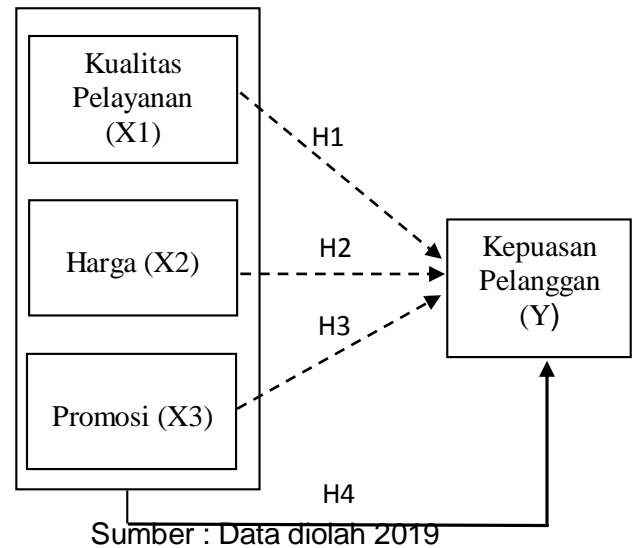 Kualitas
Pelayanan
(X1)
H1
Harga (X2)
H2
Kepuasan
Pelanggan
(Y)
H3
Promosi (X3)
H4
Sumber : Data diolah 2019